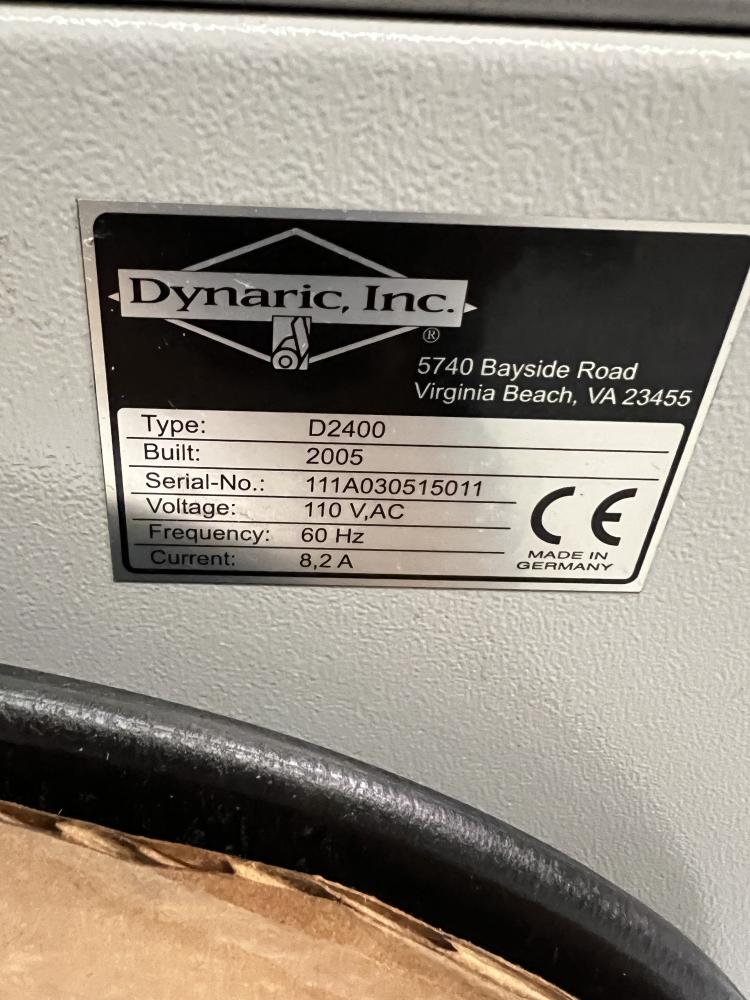 Dynaric, Inc.
®
5740 Bayside Road
Virginia Beach, VA 23455
Type: D2400
Built: 2005
Serial-No.: 111A030515011
Voltage: 110 V,AC
Frequency: 60 Hz
Current: 8,2 A
CE
MADE IN
GERMANY